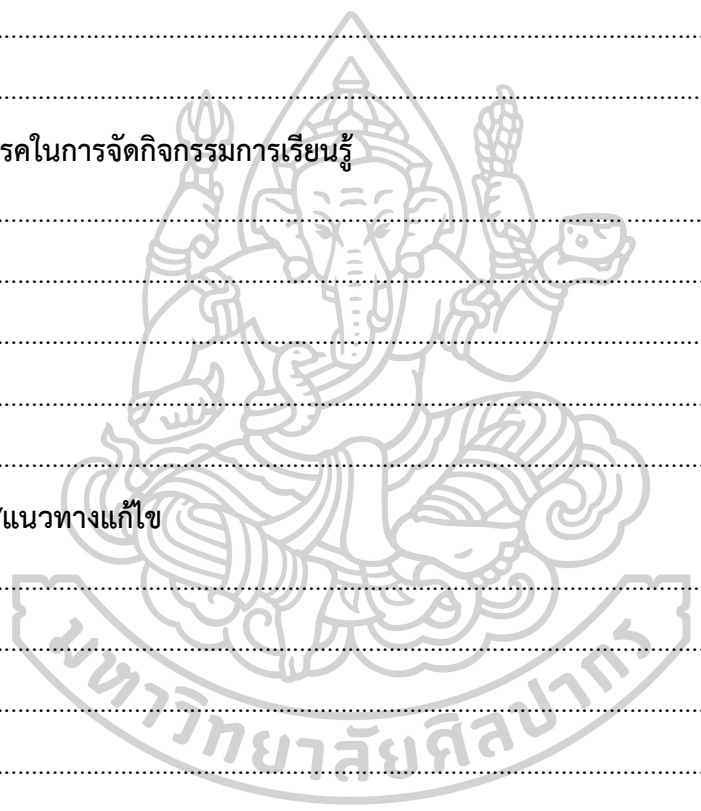 รรคในการจัดกิจกรรมการเรียนรู้
/แนวทางแก้ไข
มหาวิทยาลัยศิลปากร